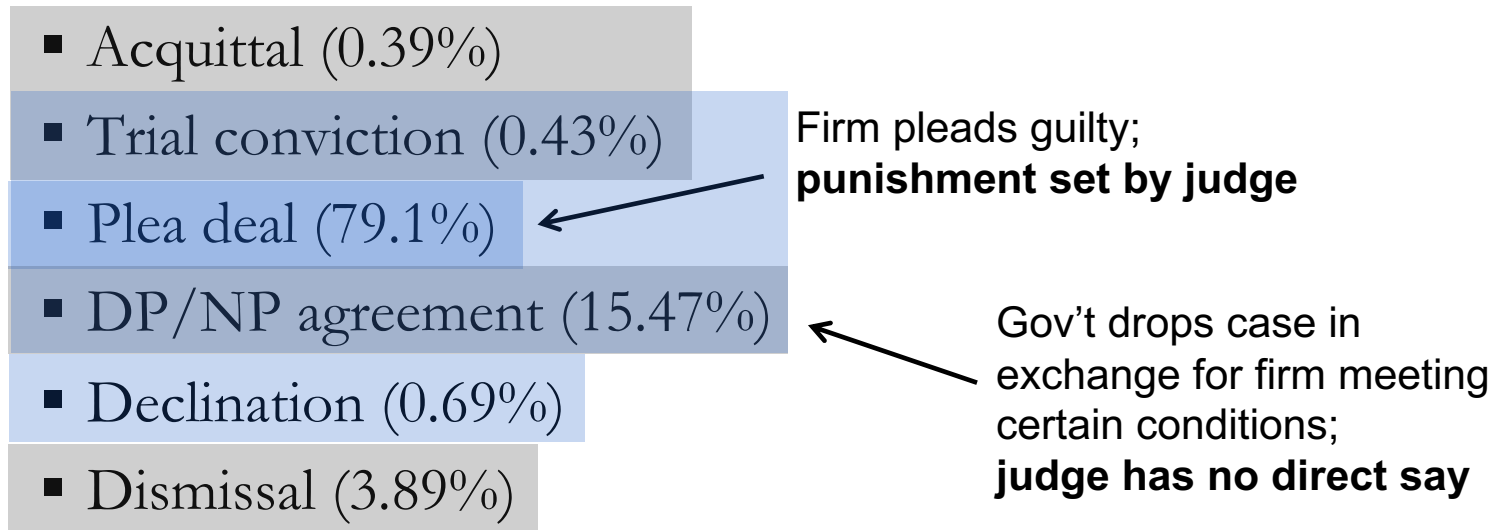 ▪ Acquittal (0.39%)
▪ Trial conviction (0.43%)
▪ Plea deal (79.1%)
▪ DP/NP agreement (15.47%)
▪ Declination (0.69%)
▪ Dismissal (3.89%)
Firm pleads guilty;
punishment set by judge
Gov’t drops case in
exchange for firm meeting
certain conditions;
judge has no direct say